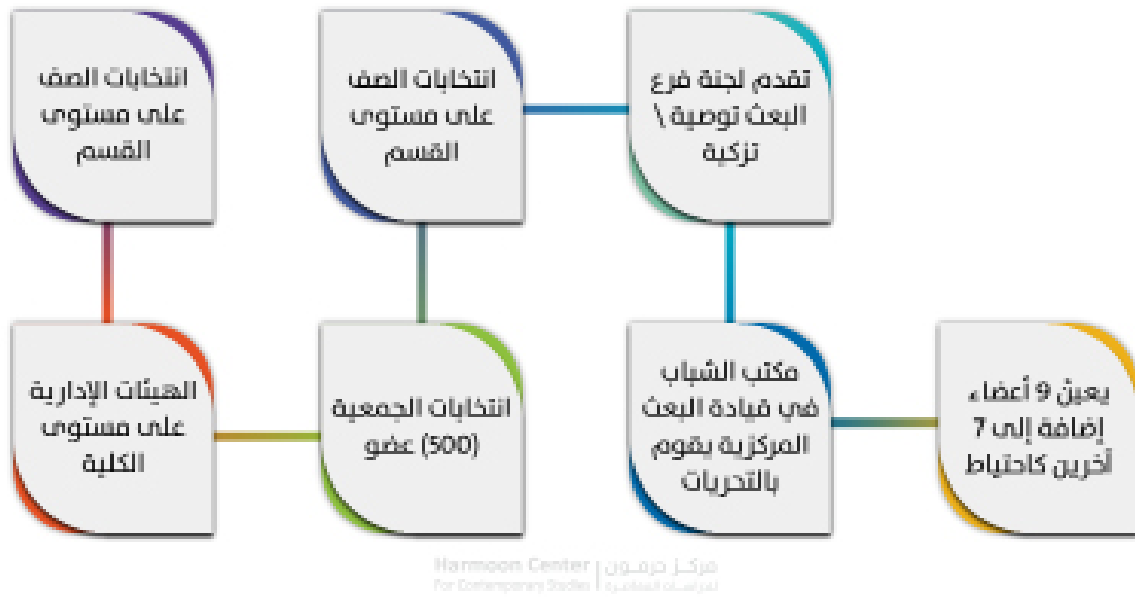 انتخابات الصف
على مستوى
القسم
الهيئات الإدارية
على مستوى
الكلية
انتخابات الجمعية
(500) عضو
انتخابات الصف
على مستوى
القسم
تقدم لجنة فرع
البعث توصية \
تزكية
مكتب الشباب
في قيادة البعث
المركزية يقوم
بالتحريات
يعين 9 أعضاء
إضافة إلى 7
آخرين كاحتياط
Harmoon Center | مركز حرمون
For Contemporary Studies | للدراسات المعاصرة